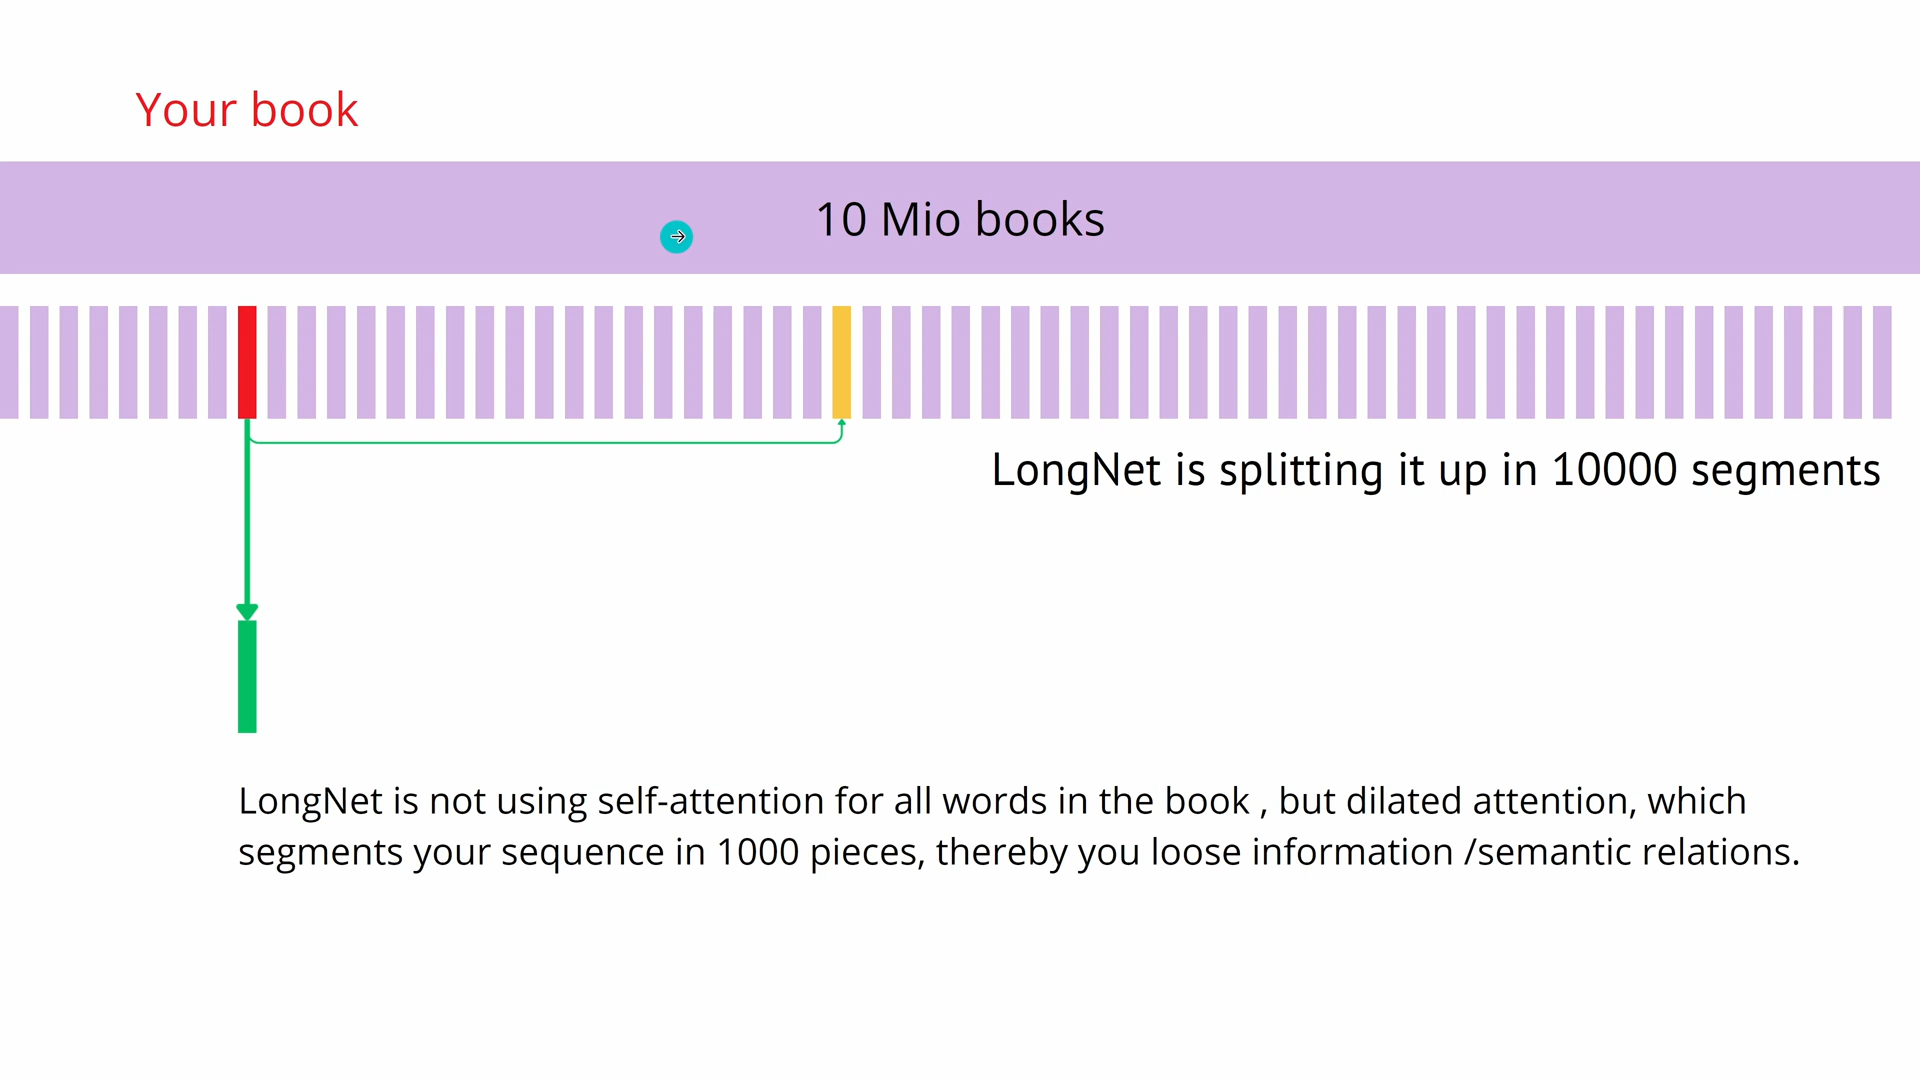 Your book
10 Mio books
LongNet is splitting it up in 10000 segments
LongNet is not using self-attention for all words in the book , but dilated attention, which
segments your sequence in 1000 pieces, thereby you loose information /semantic relations.